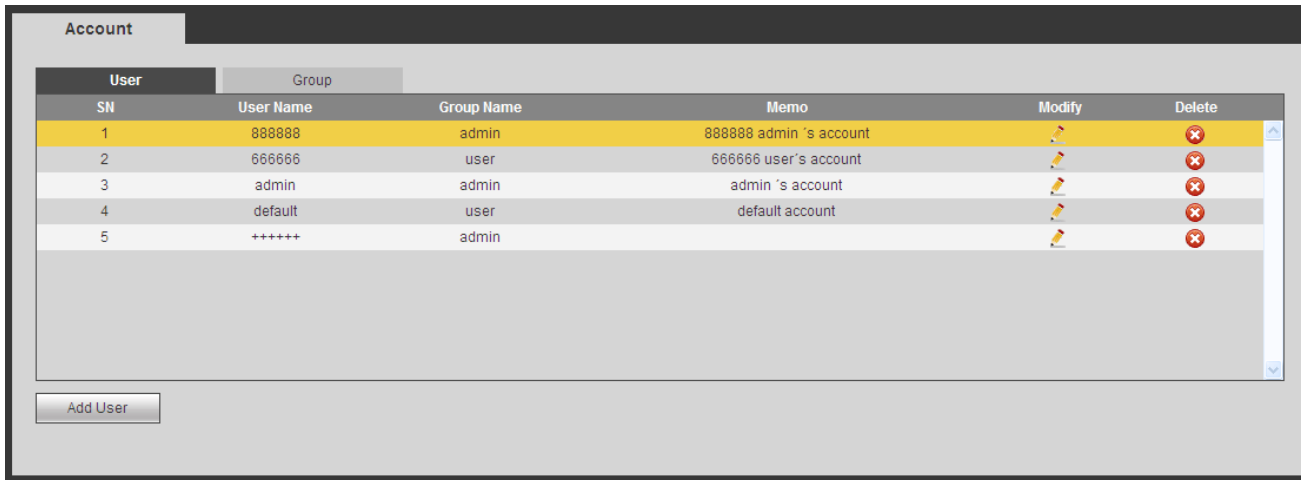 Account
User Group
SN User Name Group Name Memo Modify Delete
1 888888 admin 888888 admin ´s account
2 666666 user 666666 user´s account
3 admin admin admin ´s account
4 default user default account
5 ++++++ admin
Add User